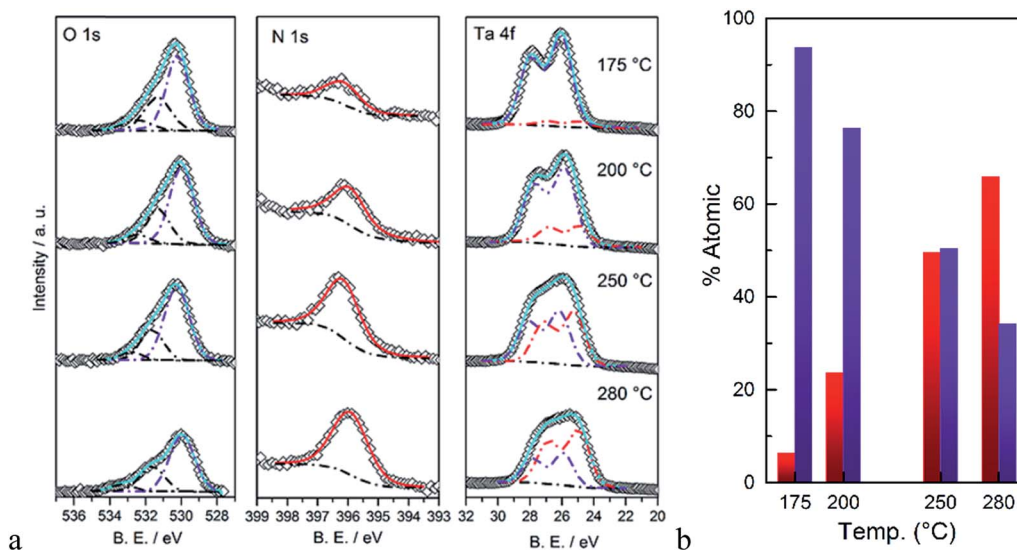 O 1s
N 1s
Ta 4f
175 °C
200 °C
250 °C
280 °C
Intensity / a. u.
536 534 532 530 528
399 398 397 396 395 394 393
32 30 28 26 24 22 20
B. E. / eV
B. E. / eV
B. E. / eV
a
100
80
60
40
20
0
% Atomic
175 200 250 280
Temp. (°C)
b